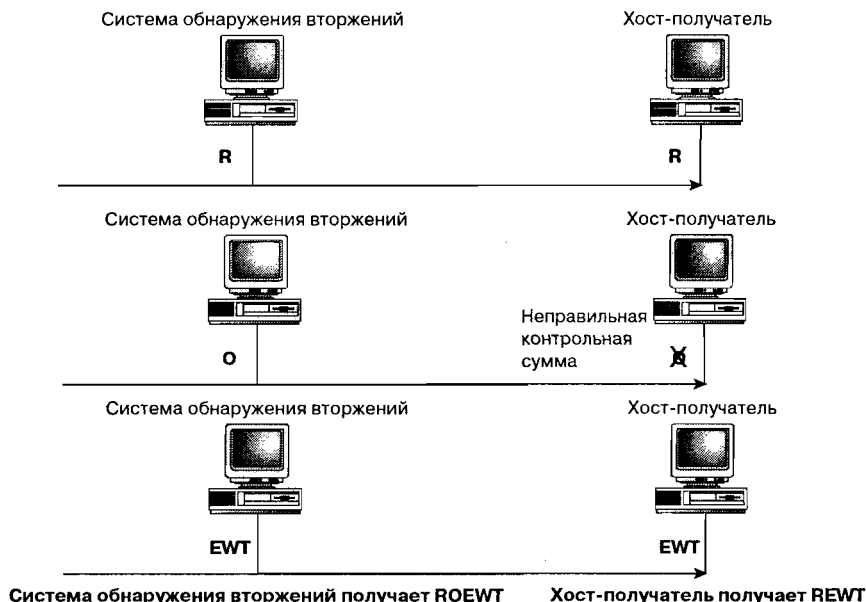 Система обнаружения вторжений
Хост-получатель
R
R
Система обнаружения вторжений
Хост-получатель
Неправильная
контрольная
сумма
O
O
Система обнаружения вторжений
Хост-получатель
EWT
EWT
Система обнаружения вторжений получает ROEWT
Хост-получатель получает REWT